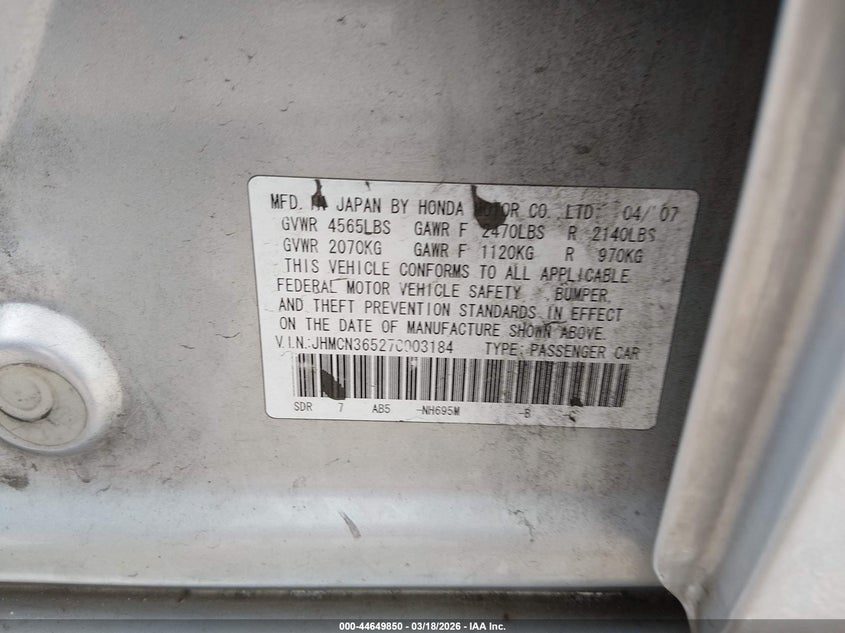 MFD. IN JAPAN BY HONDA MOTOR CO. LTD. 04/'07
GVWR 4565LBS GAWR F 2470LBS R 2140LBS
GVWR 2070KG GAWR F 1120KG R 970KG
THIS VEHICLE CONFORMS TO ALL APPLICABLE
FEDERAL MOTOR VEHICLE SAFETY, BUMPER,
AND THEFT PREVENTION STANDARDS IN EFFECT
ON THE DATE OF MANUFACTURE SHOWN ABOVE.
V.I.N.:JHMCN36527C003184 TYPE: PASSENGER CAR
SDR 7 AB5 -NH695M -B
000-44649850 - 03/18/2026 - IAA Inc.